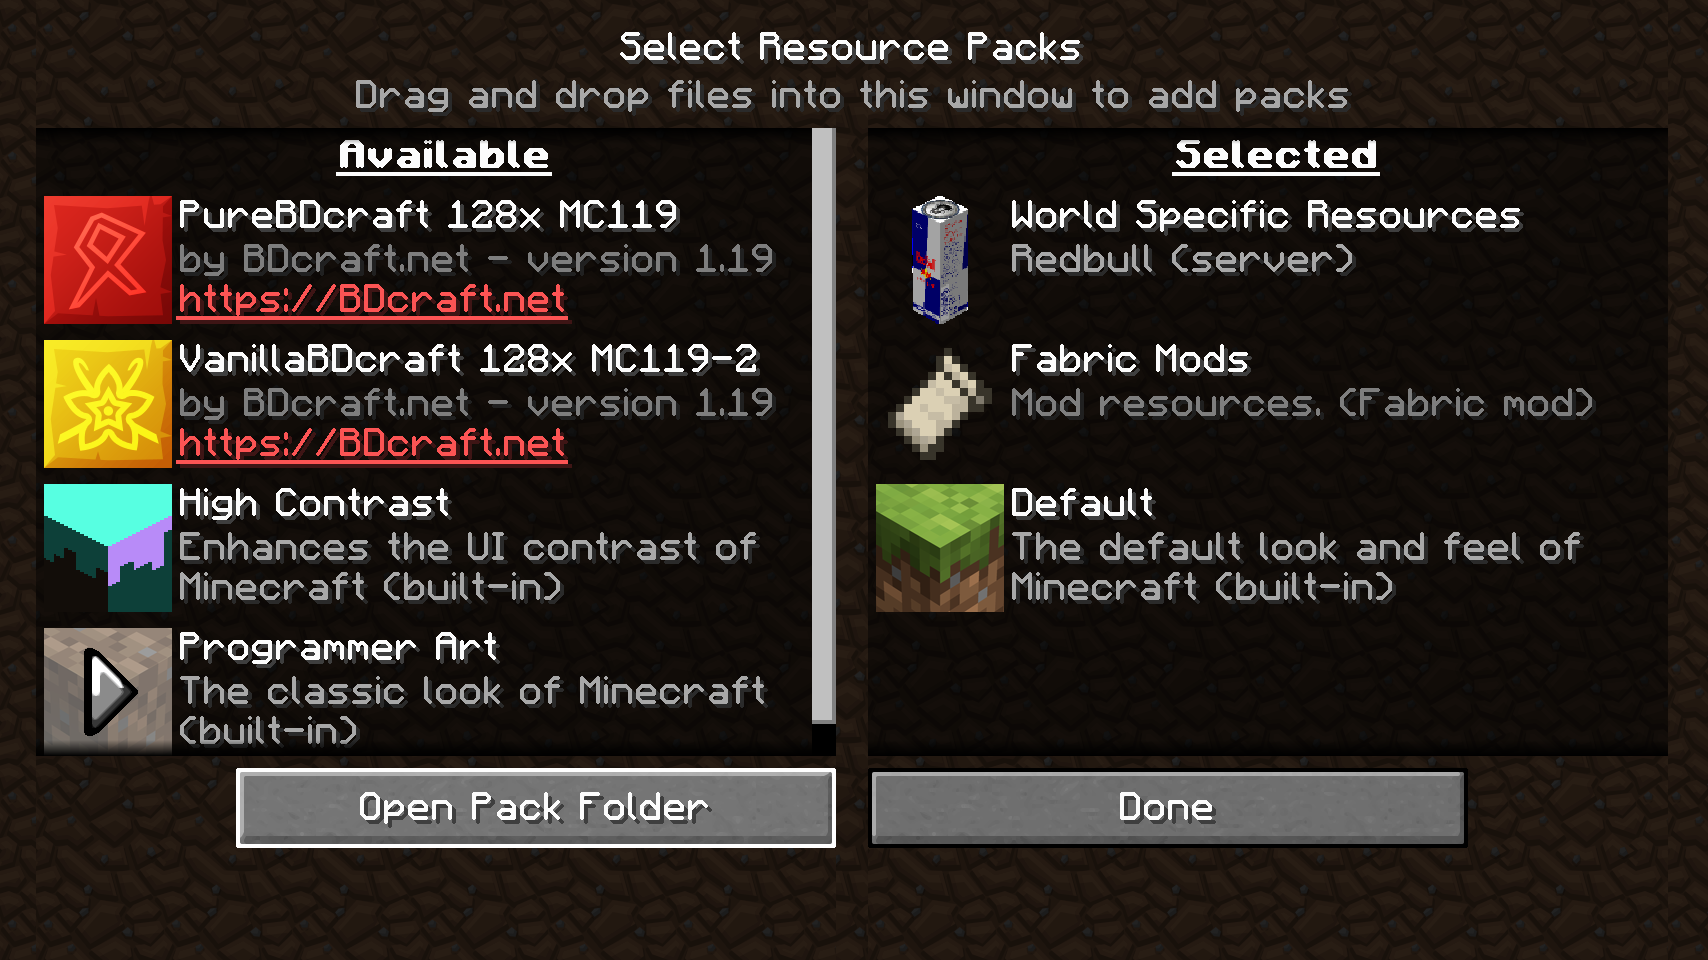 Select Resource Packs
Drag and drop files into this window to add packs
Available
PureBDcraft 128x MC119
by BDcraft.net - version 1.19
https://BDcraft.net
VanillaBDcraft 128x MC119-2
by BDcraft.net - version 1.19
https://BDcraft.net
High Contrast
Enhances the UI contrast of
Minecraft (built-in)
Programmer Art
The classic look of Minecraft
(built-in)
Selected
World Specific Resources
Redbull (server)
Fabric Mods
Mod resources. (Fabric mod)
Default
The default look and feel of
Minecraft (built-in)
Open Pack Folder
Done